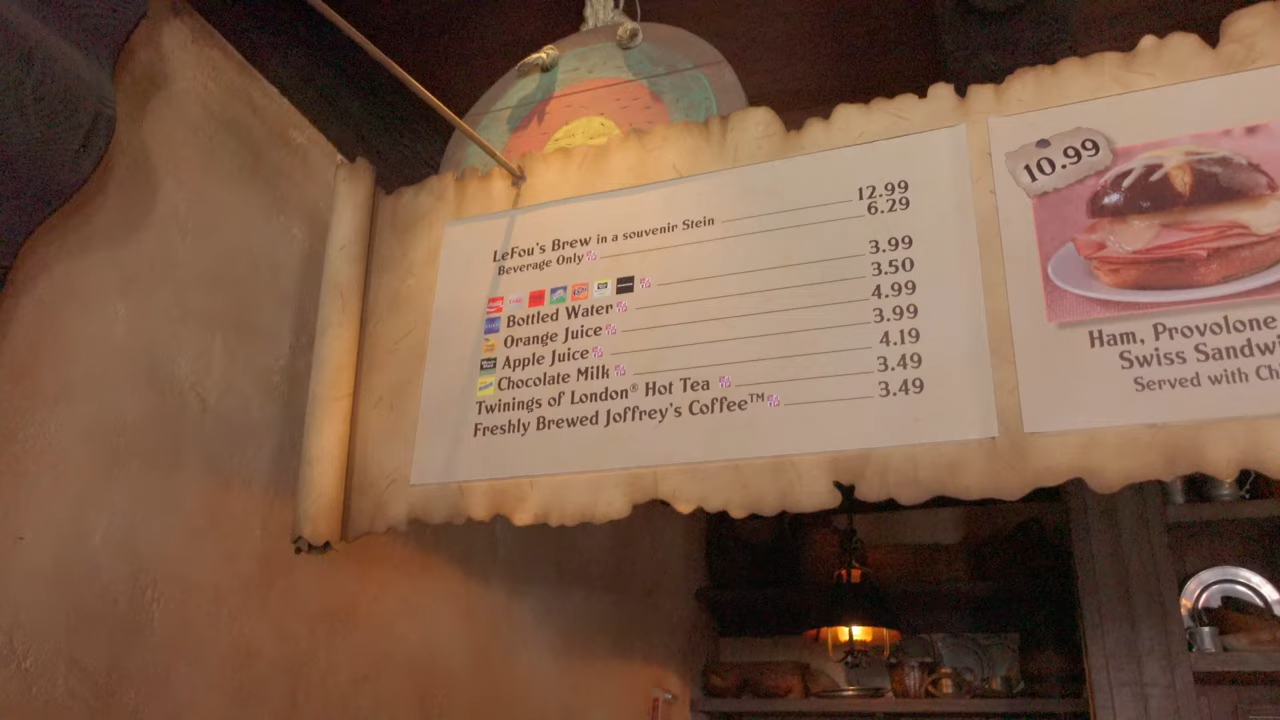 LeFou's Brew in a souvenir Stein 12.99
Beverage Only 6.29
3.99
Bottled Water 3.50
Orange Juice 4.99
Apple Juice 3.99
Chocolate Milk 4.19
Twinings of London® Hot Tea 3.49
Freshly Brewed Joffrey's Coffee™ 3.49
10.99
Ham, Provolone
Swiss
Served with